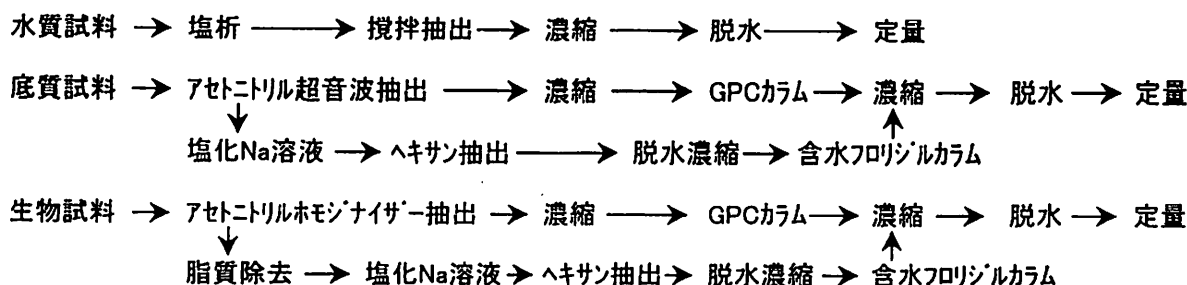 水質試料 → 塩析 → 撹拌抽出 → 濃縮 → 脱水 → 定量
底質試料 → アセトニトリル超音波抽出 → 濃縮 → GPCカラム → 濃縮 → 脱水 → 定量
塩化Na溶液 → ヘキサン抽出 → 脱水濃縮 → 含水フロリジルカラム
生物試料 → アセトニトリルホモジナイザー抽出 → 濃縮 → GPCカラム → 濃縮 → 脱水 → 定量
脂質除去 → 塩化Na溶液 → ヘキサン抽出 → 脱水濃縮 → 含水フロリジルカラム